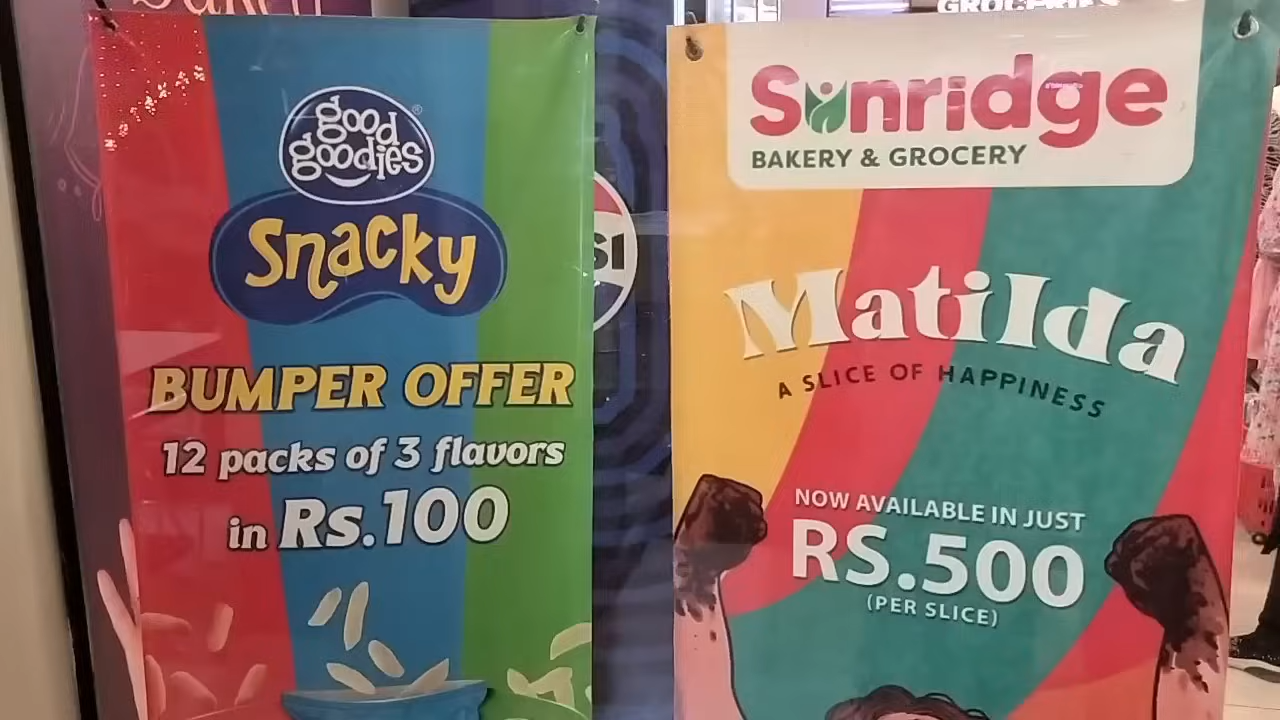 GROCERIES
good
goodies®
Snacky
BUMPER OFFER
12 packs of 3 flavors
in Rs.100
Sunridge
BAKERY & GROCERY
Matilda
A SLICE OF HAPPINESS
NOW AVAILABLE IN JUST
RS.500
(PER SLICE)